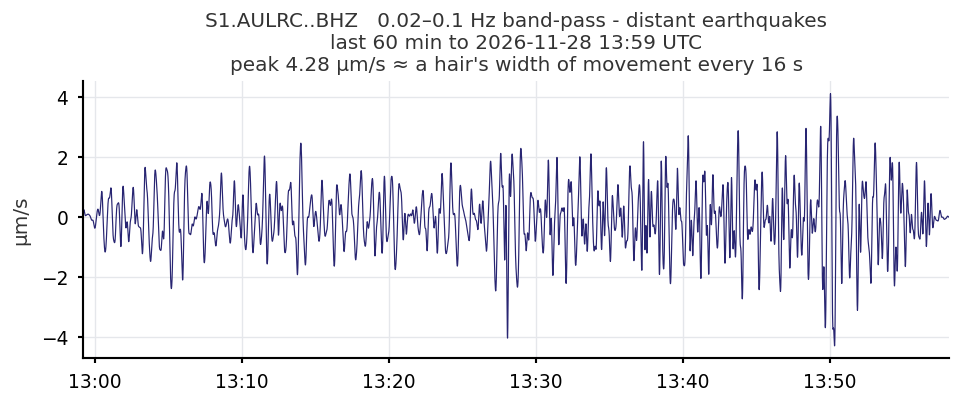 S1.AULRC..BHZ   0.02–0.1 Hz band-pass - distant earthquakes
last 60 min to 2026-11-28 13:59 UTC
peak 4.28 µm/s ≈ a hair's width of movement every 16 s
µm/s
4
2
0
−2
−4
13:00 13:10 13:20 13:30 13:40 13:50